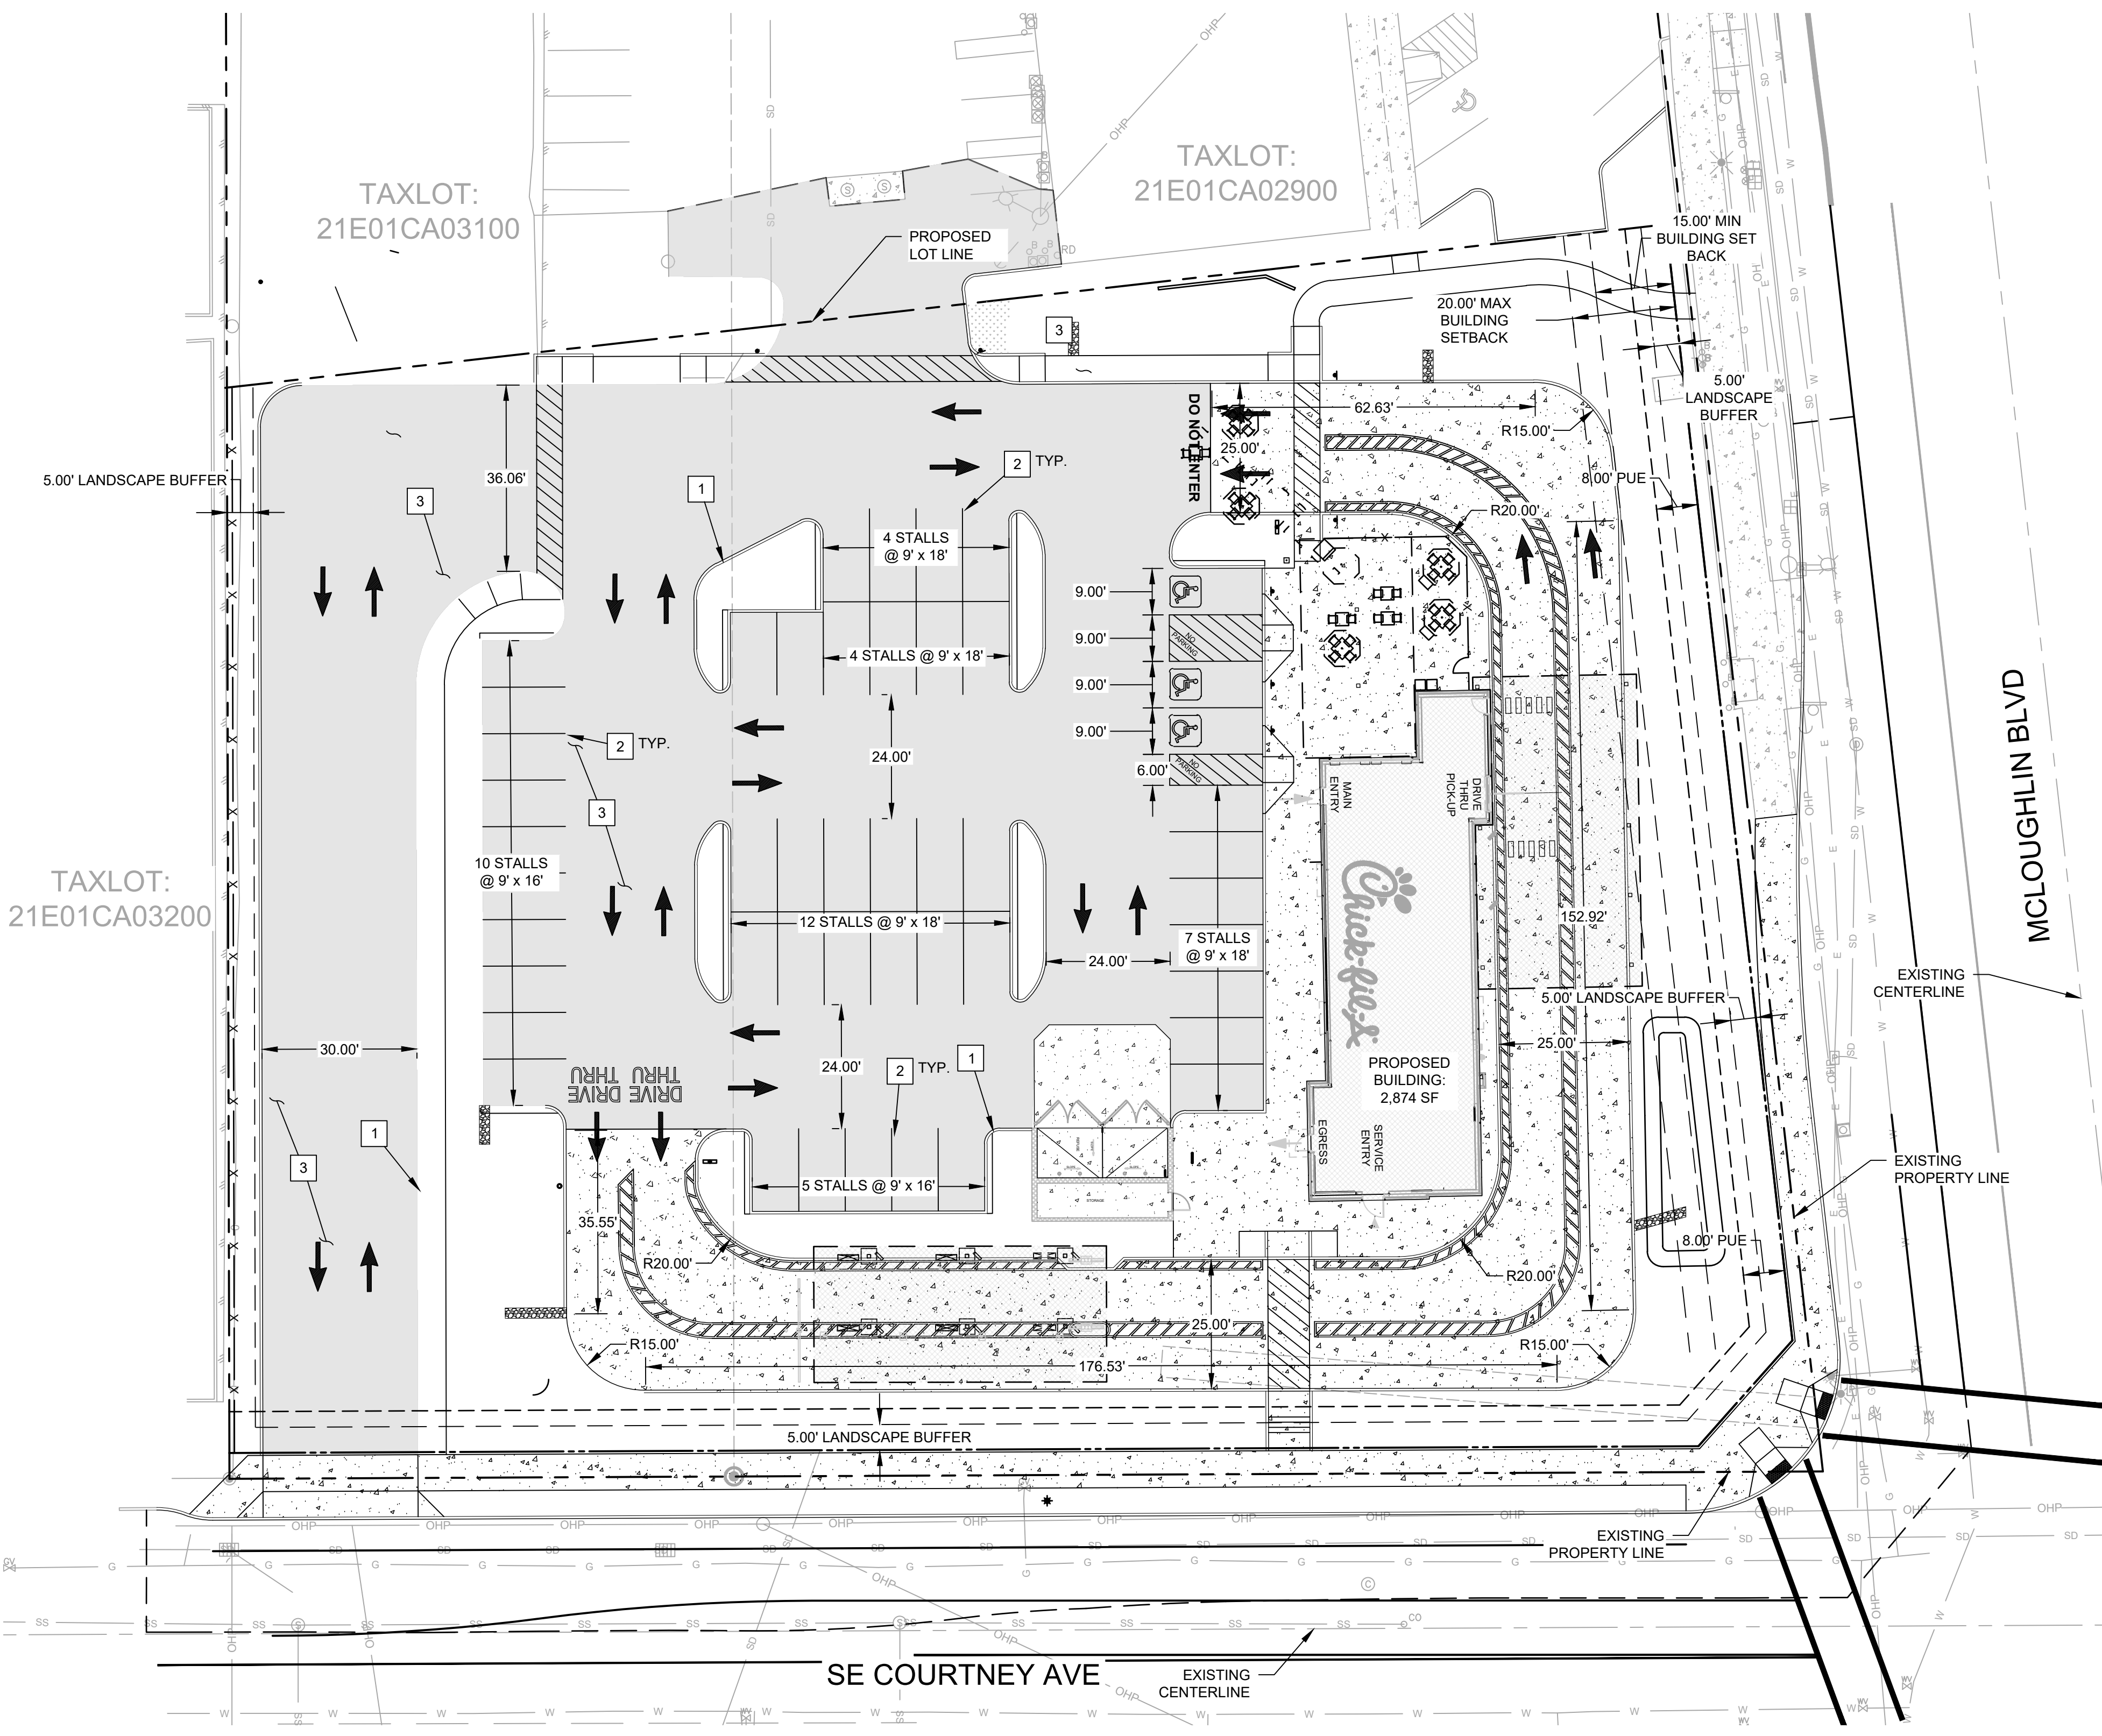 TAXLOT:
21E01CA03100
TAXLOT:
21E01CA02900
PROPOSED
LOT LINE
15.00' MIN
BUILDING SET
BACK
20.00' MAX
BUILDING
SETBACK
5.00'
LANDSCAPE
BUFFER
3
62.63'
R15.00'
DO NOT ENTER
25.00'
2 TYP.
1
36.06'
5.00' LANDSCAPE BUFFER
3
8.00' PUE
R20.00'
4 STALLS
@ 9' x 18'
9.00'
9.00'
NO
PARKING
4 STALLS @ 9' x 18'
9.00'
9.00'
6.00'
NO
PARKING
2 TYP.
24.00'
3
MAIN
ENTRY
DRIVE
THRU
PICK-UP
MCLOUGHLIN BLVD
10 STALLS
@ 9' x 16'
TAXLOT:
21E01CA03200
12 STALLS @ 9' x 18'
7 STALLS
@ 9' x 18'
24.00'
Chick-fil-A
152.92'
EXISTING
CENTERLINE
5.00' LANDSCAPE BUFFER
30.00'
25.00'
24.00'
2 TYP.
1
PROPOSED
BUILDING:
2,874 SF
DRIVE
THRU
DRIVE
THRU
1
3
EGRESS
SERVICE
ENTRY
EXISTING
PROPERTY LINE
5 STALLS @ 9' x 16'
STORAGE
35.55'
R20.00'
R20.00'
8.00' PUE
25.00'
R15.00'
R15.00'
176.53'
5.00' LANDSCAPE BUFFER
EXISTING
PROPERTY LINE
SE COURTNEY AVE
EXISTING
CENTERLINE